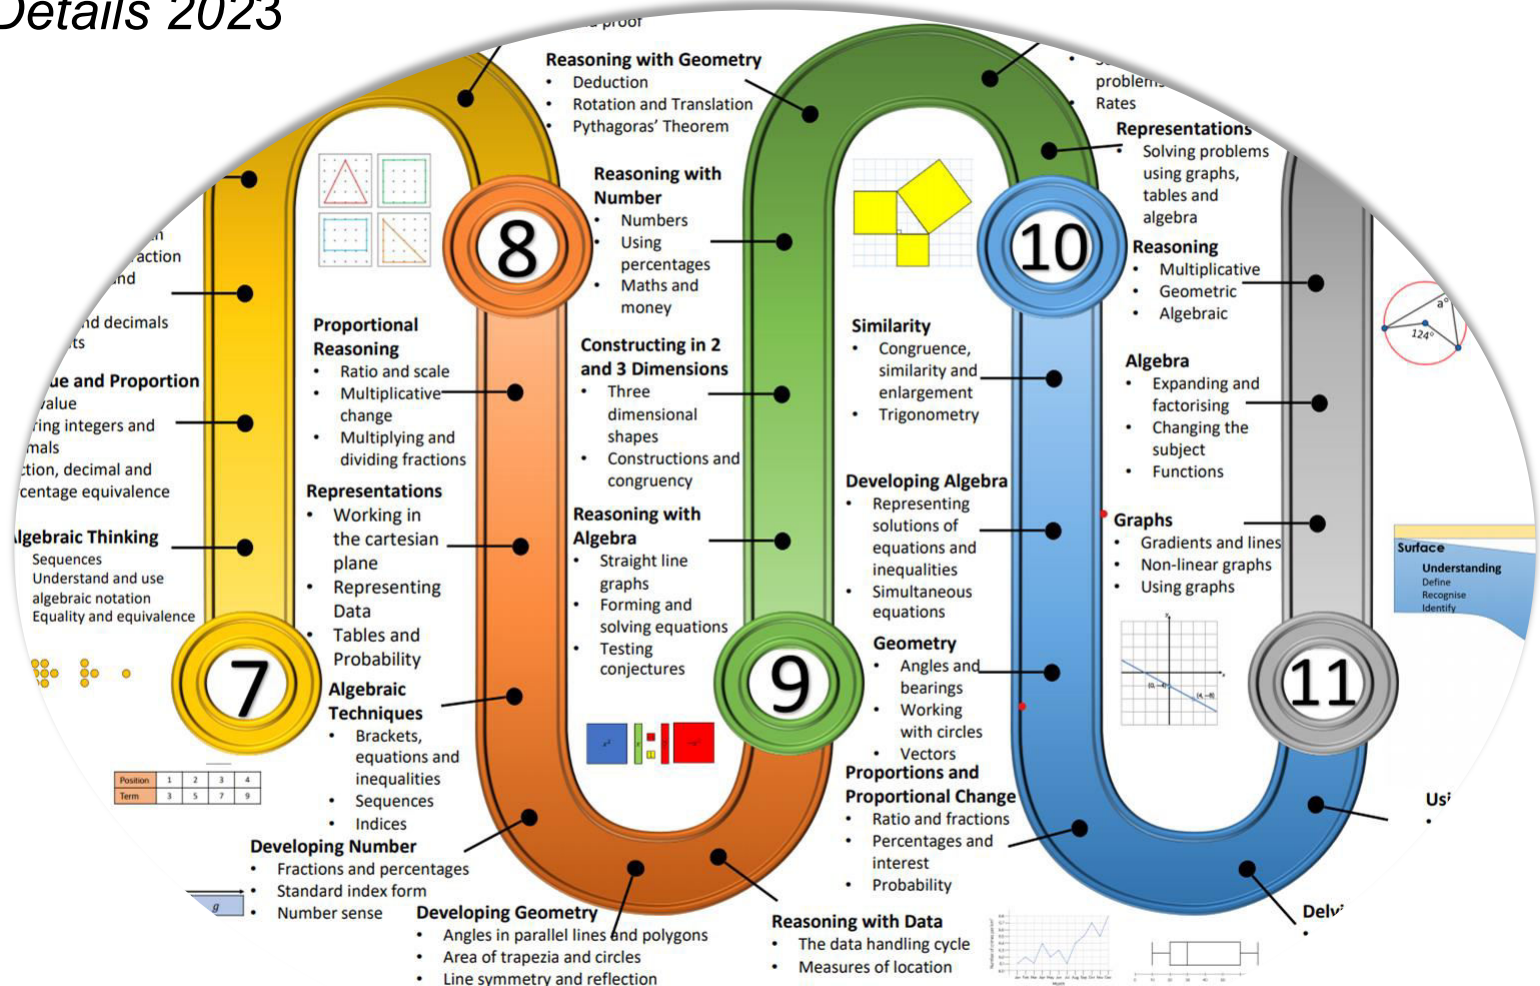 Details 2023
proof
Reasoning with Geometry
• Deduction
• Rotation and Translation
• Pythagoras’ Theorem
Reasoning with
Number
• Numbers
• Using
percentages
• Maths and
money
Constructing in 2
and 3 Dimensions
• Three
dimensional
shapes
• Constructions and
congruency
Reasoning with
Algebra
• Straight line
graphs
• Forming and
solving equations
• Testing
conjectures
9
problems
• Rates
Representations
• Solving problems
using graphs,
tables and
algebra
Reasoning
• Multiplicative
• Geometric
• Algebraic
Algebra
• Expanding and
factorising
• Changing the
subject
• Functions
Graphs
• Gradients and lines
• Non-linear graphs
• Using graphs
11
10
Similarity
• Congruence,
similarity and
enlargement
• Trigonometry
Developing Algebra
• Representing
solutions of
equations and
inequalities
• Simultaneous
equations
Geometry
• Angles and
bearings
• Working
with circles
• Vectors
Proportions and
Proportional Change
• Ratio and fractions
• Percentages and
interest
• Probability
8
Proportional
Reasoning
• Ratio and scale
• Multiplicative
change
• Multiplying and
dividing fractions
Representations
• Working in
the cartesian
plane
• Representing
Data
• Tables and
Probability
Algebraic
Techniques
• Brackets,
equations and
inequalities
• Sequences
• Indices
Developing Number
• Fractions and percentages
• Standard index form
• Number sense
Developing Geometry
• Angles in parallel lines and polygons
• Area of trapezia and circles
• Line symmetry and reflection
Reasoning with Data
• The data handling cycle
• Measures of location
nd decimals
ue and Proportion
value
ring integers and
mals
ction, decimal and
centage equivalence
lgebraic Thinking
Sequences
Understand and use
algebraic notation
Equality and equivalence
7
Position 1 2 3 4
Term 3 5 7 9
g
a°
124°
Surface
Understanding
Define
Recognise
Identify
(4, −8)
Usi
Delv
Month